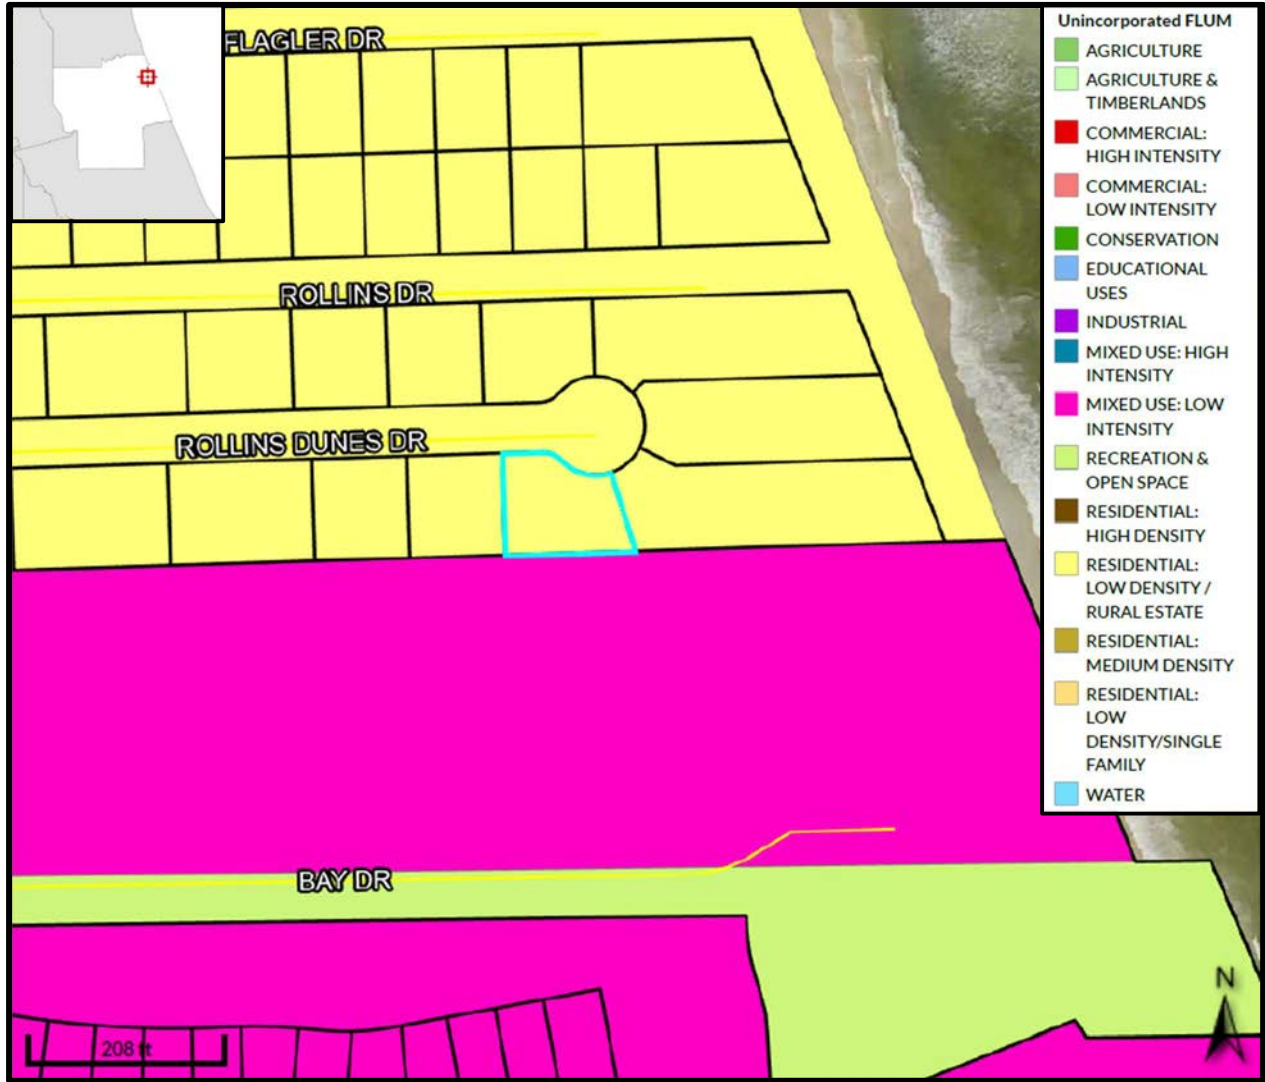 FLAGLER DR
ROLLINS DR
ROLLINS DUNES DR
BAY DR
208 ft
N
Unincorporated FLUM
AGRICULTURE
AGRICULTURE &
TIMBERLANDS
COMMERCIAL:
HIGH INTENSITY
COMMERCIAL:
LOW INTENSITY
CONSERVATION
EDUCATIONAL
USES
INDUSTRIAL
MIXED USE: HIGH
INTENSITY
MIXED USE: LOW
INTENSITY
RECREATION &
OPEN SPACE
RESIDENTIAL:
HIGH DENSITY
RESIDENTIAL:
LOW DENSITY /
RURAL ESTATE
RESIDENTIAL:
MEDIUM DENSITY
RESIDENTIAL:
LOW
DENSITY/SINGLE
FAMILY
WATER